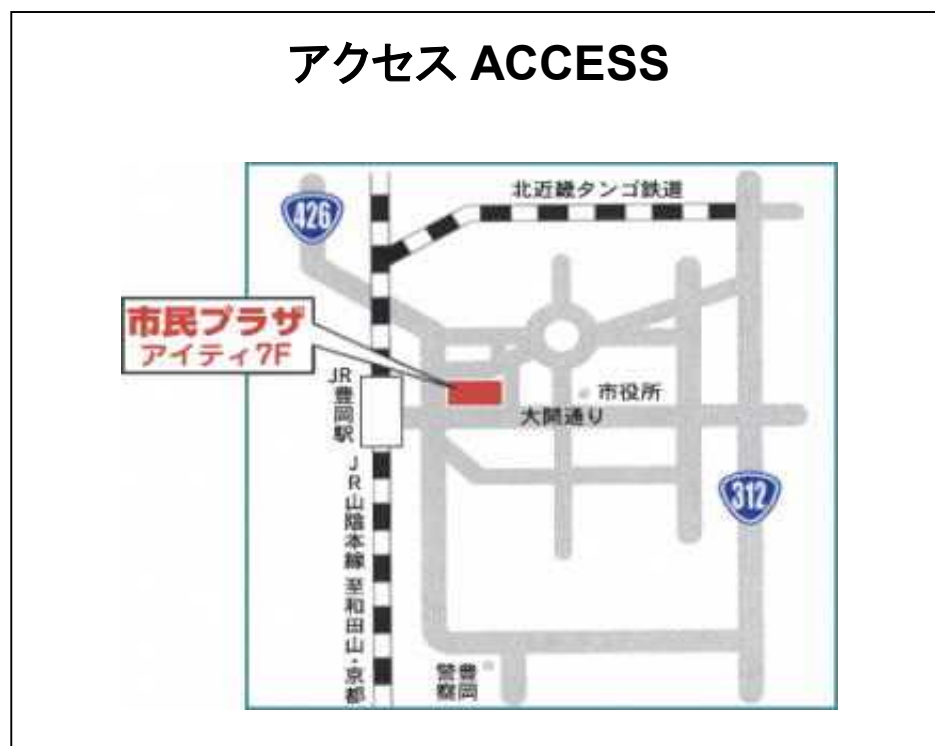 アクセス ACCESS
北近畿タンゴ鉄道
426
市民プラザ
アイティ7F
JR豊岡駅
市役所
大開通り
312
JR山陰本線 至和田山・京都
豊岡
警察